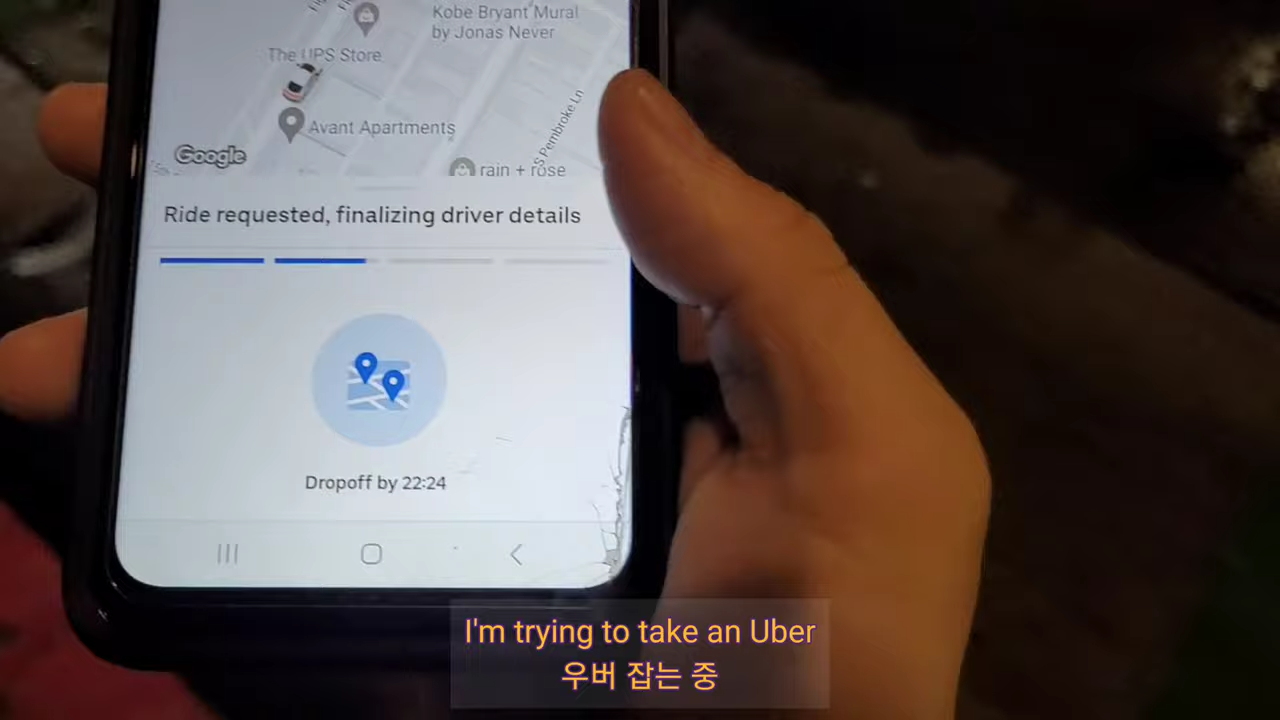 Kobe Bryant Mural
by Jonas Never
The UPS Store
S Pembroke Ln
Avant Apartments
Google
rain + rose
Ride requested, finalizing driver details
Dropoff by 22:24
I'm trying to take an Uber
우버 잡는 중